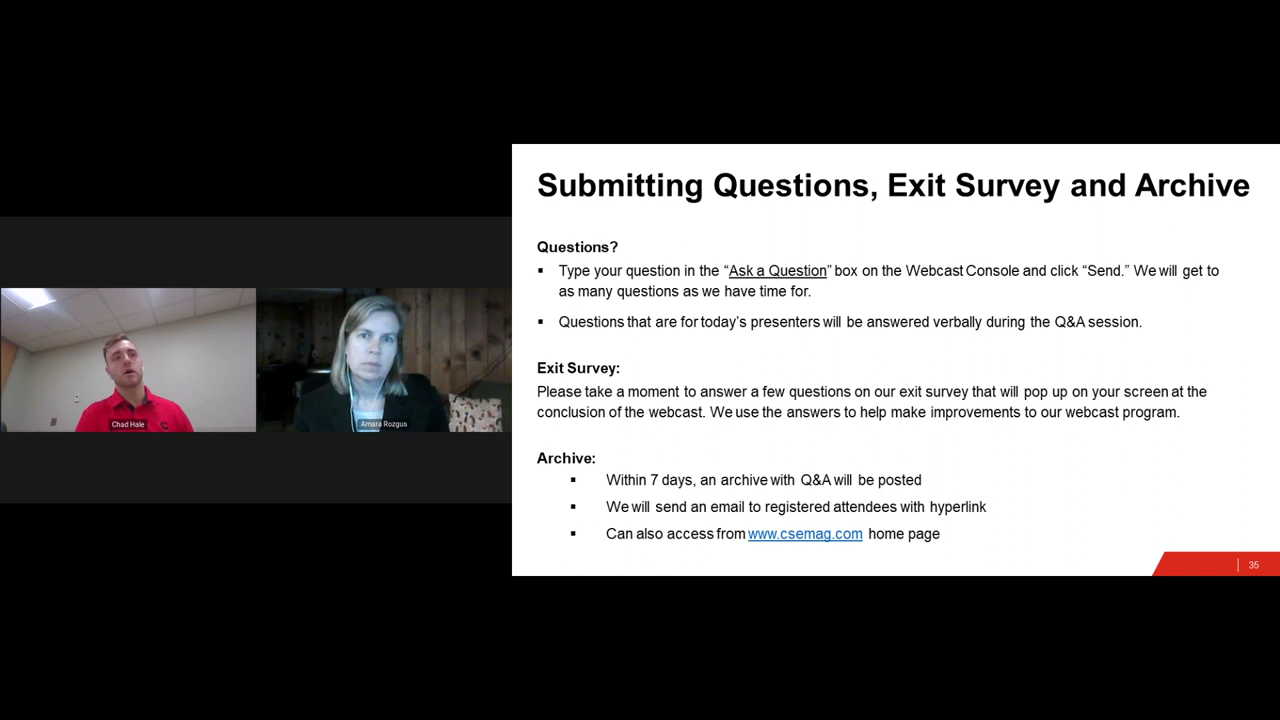 Submitting Questions, Exit Survey and Archive
Questions?
▪ Type your question in the “Ask a Question” box on the Webcast Console and click “Send.” We will get to
as many questions as we have time for.
▪ Questions that are for today’s presenters will be answered verbally during the Q&A session.
Exit Survey:
Please take a moment to answer a few questions on our exit survey that will pop up on your screen at the
conclusion of the webcast. We use the answers to help make improvements to our webcast program.
Chad Hale
Amara Rozgus
Archive:
▪ Within 7 days, an archive with Q&A will be posted
▪ We will send an email to registered attendees with hyperlink
▪ Can also access from www.csemag.com home page
35